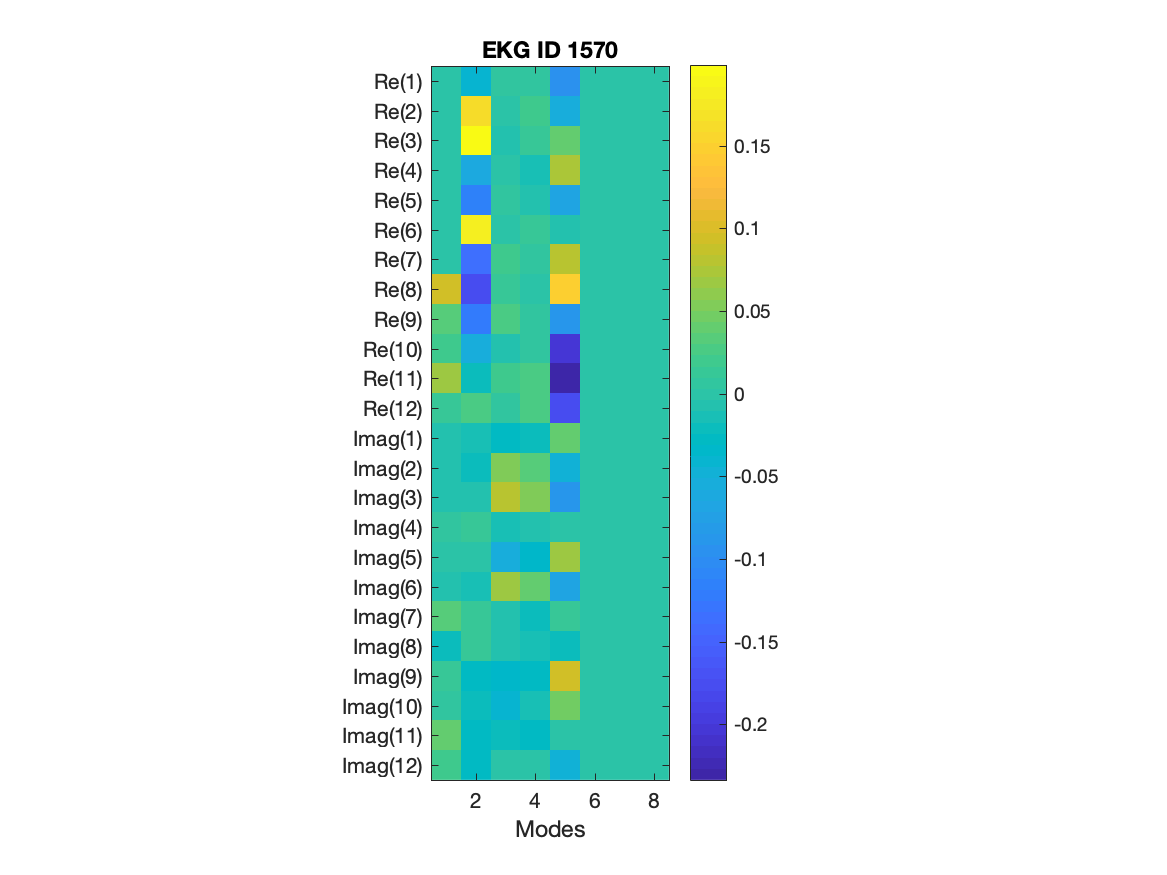 EKG ID 1570
Re(1)
Re(2)
Re(3)
Re(4)
Re(5)
Re(6)
Re(7)
Re(8)
Re(9)
Re(10)
Re(11)
Re(12)
Imag(1)
Imag(2)
Imag(3)
Imag(4)
Imag(5)
Imag(6)
Imag(7)
Imag(8)
Imag(9)
Imag(10)
Imag(11)
Imag(12)
2 4 6 8
Modes
0.15
0.1
0.05
0
-0.05
-0.1
-0.15
-0.2